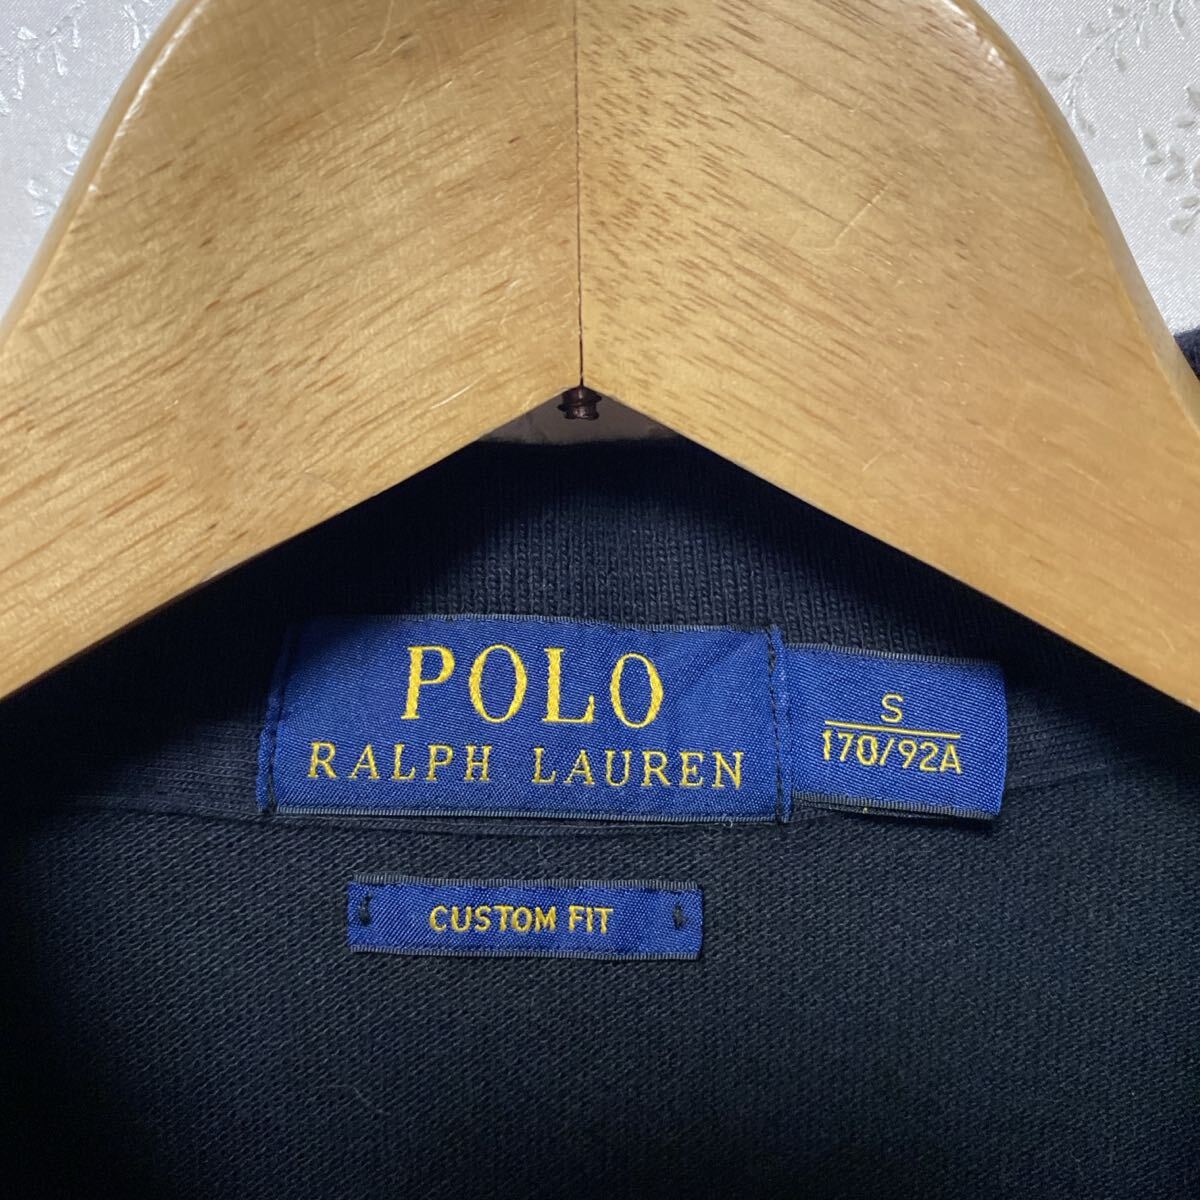 POLO
RALPH LAUREN
S
170/92A
CUSTOM FIT